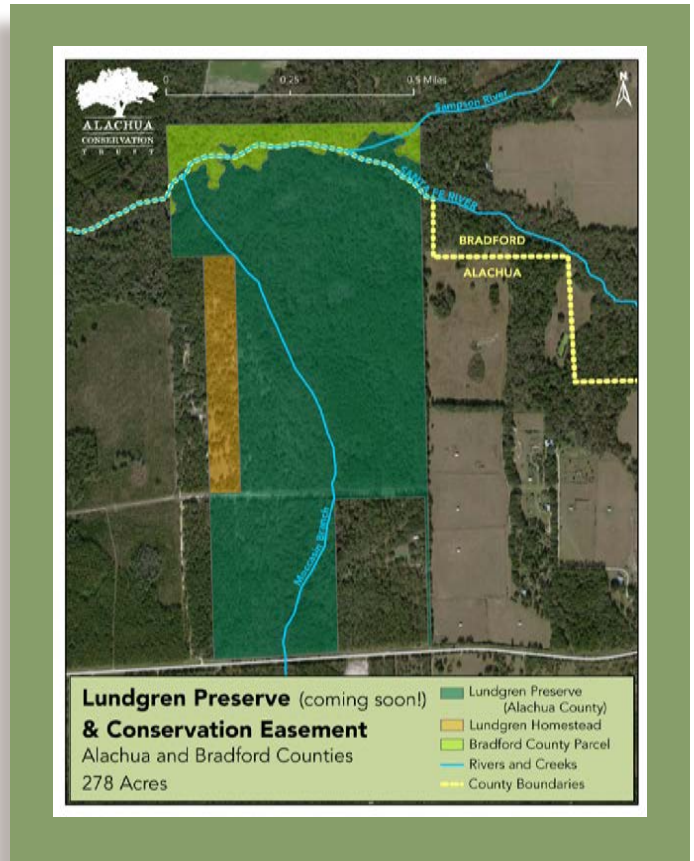 ALACHUA
CONSERVATION
TRUST
0 0.25 0.5 Miles
N
Sampson River
SANTA FE RIVER
BRADFORD
ALACHUA
Moccasin Branch
Lundgren Preserve (coming soon!)
& Conservation Easement
Alachua and Bradford Counties
278 Acres
Lundgren Preserve
(Alachua County)
Lundgren Homestead
Bradford County Parcel
Rivers and Creeks
County Boundaries